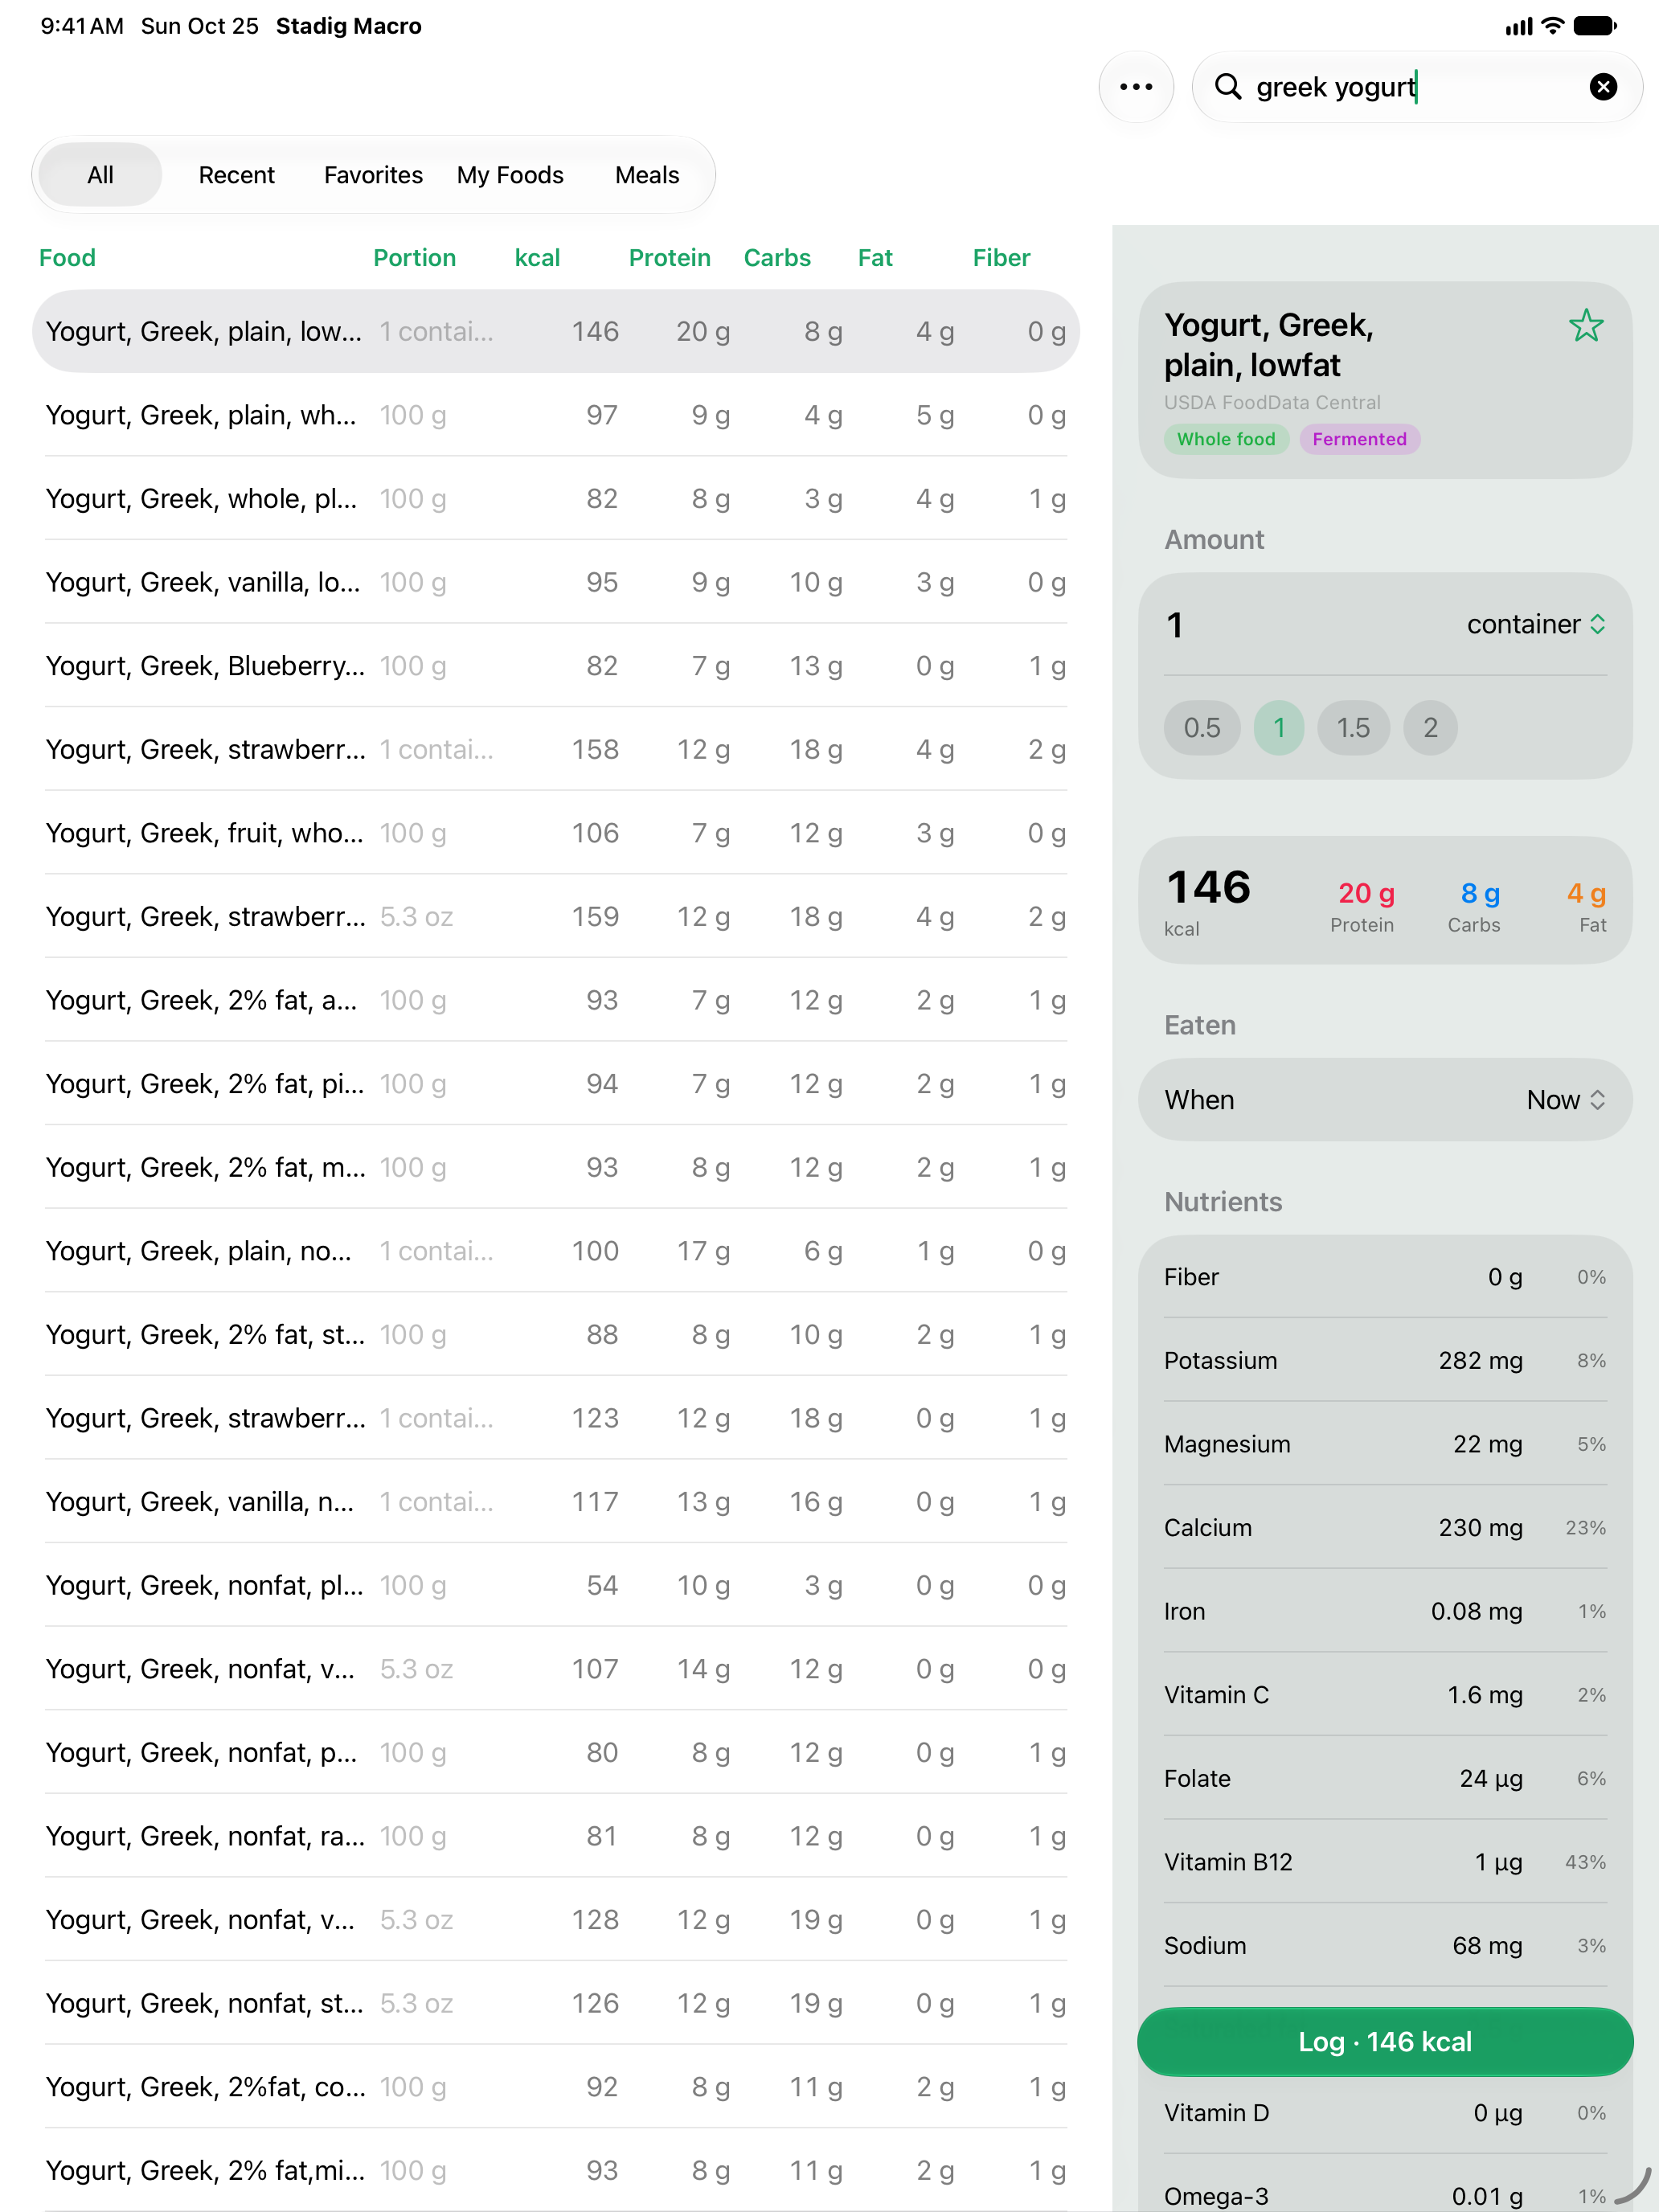 9:41 AM Sun Oct 25 Stadig Macro
greek yogurt
All Recent Favorites My Foods Meals
Food Portion kcal Protein Carbs Fat Fiber
Yogurt, Greek, plain, low... 1 contai... 146 20 g 8 g 4 g 0 g
Yogurt, Greek, plain, wh... 100 g 97 9 g 4 g 5 g 0 g
Yogurt, Greek, whole, pl... 100 g 82 8 g 3 g 4 g 1 g
Yogurt, Greek, vanilla, lo... 100 g 95 9 g 10 g 3 g 0 g
Yogurt, Greek, Blueberry... 100 g 82 7 g 13 g 0 g 1 g
Yogurt, Greek, strawberr... 1 contai... 158 12 g 18 g 4 g 2 g
Yogurt, Greek, fruit, who... 100 g 106 7 g 12 g 3 g 0 g
Yogurt, Greek, strawberr... 5.3 oz 159 12 g 18 g 4 g 2 g
Yogurt, Greek, 2% fat, a... 100 g 93 7 g 12 g 2 g 1 g
Yogurt, Greek, 2% fat, pi... 100 g 94 7 g 12 g 2 g 1 g
Yogurt, Greek, 2% fat, m... 100 g 93 8 g 12 g 2 g 1 g
Yogurt, Greek, plain, no... 1 contai... 100 17 g 6 g 1 g 0 g
Yogurt, Greek, 2% fat, st... 100 g 88 8 g 10 g 2 g 1 g
Yogurt, Greek, strawberr... 1 contai... 123 12 g 18 g 0 g 1 g
Yogurt, Greek, vanilla, n... 1 contai... 117 13 g 16 g 0 g 1 g
Yogurt, Greek, nonfat, pl... 100 g 54 10 g 3 g 0 g 0 g
Yogurt, Greek, nonfat, v... 5.3 oz 107 14 g 12 g 0 g 0 g
Yogurt, Greek, nonfat, p... 100 g 80 8 g 12 g 0 g 1 g
Yogurt, Greek, nonfat, ra... 100 g 81 8 g 12 g 0 g 1 g
Yogurt, Greek, nonfat, v... 5.3 oz 128 12 g 19 g 0 g 1 g
Yogurt, Greek, nonfat, st... 5.3 oz 126 12 g 19 g 0 g 1 g
Yogurt, Greek, 2%fat, co... 100 g 92 8 g 11 g 2 g 1 g
Yogurt, Greek, 2% fat,mi... 100 g 93 8 g 11 g 2 g 1 g
Yogurt, Greek,
plain, lowfat
USDA FoodData Central
Whole food Fermented
Amount
1 container
0.5 1 1.5 2
146 20 g 8 g 4 g
kcal Protein Carbs Fat
Eaten
When Now
Nutrients
Fiber 0 g 0%
Potassium 282 mg 8%
Magnesium 22 mg 5%
Calcium 230 mg 23%
Iron 0.08 mg 1%
Vitamin C 1.6 mg 2%
Folate 24 µg 6%
Vitamin B12 1 µg 43%
Sodium 68 mg 3%
Log · 146 kcal
Vitamin D 0 µg 0%
Omega-3 0.01 g 1%